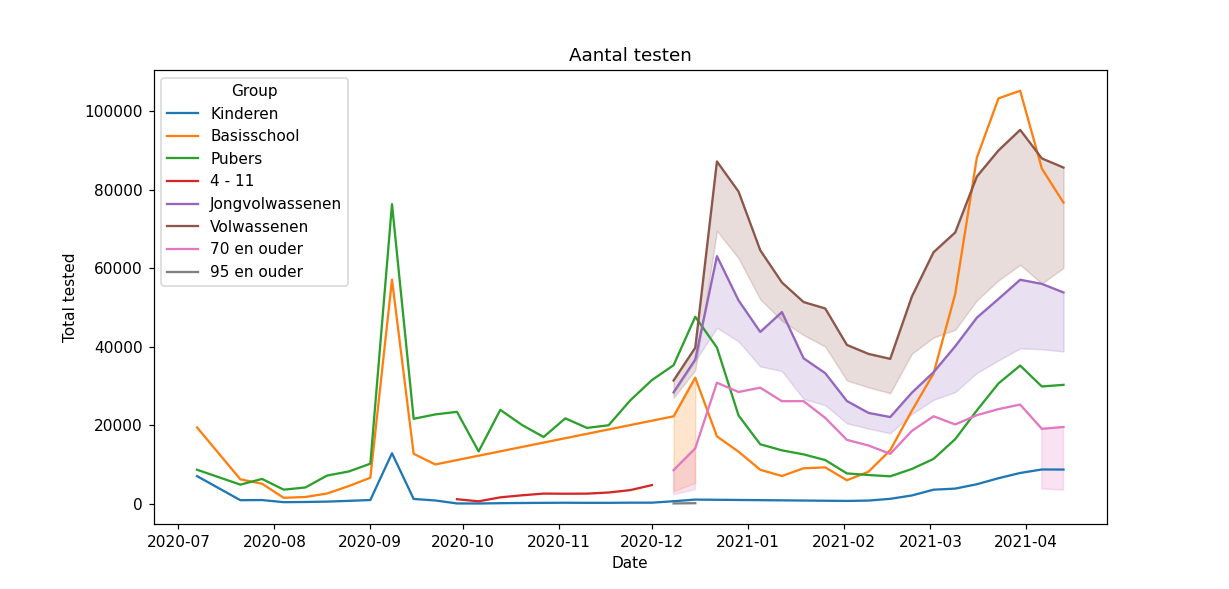 Aantal testen
Group
Kinderen
Basisschool
Pubers
4 - 11
Jongvolwassenen
Volwassenen
70 en ouder
95 en ouder
Total tested
100000
80000
60000
40000
20000
0
2020-07 2020-08 2020-09 2020-10 2020-11 2020-12 2021-01 2021-02 2021-03 2021-04
Date